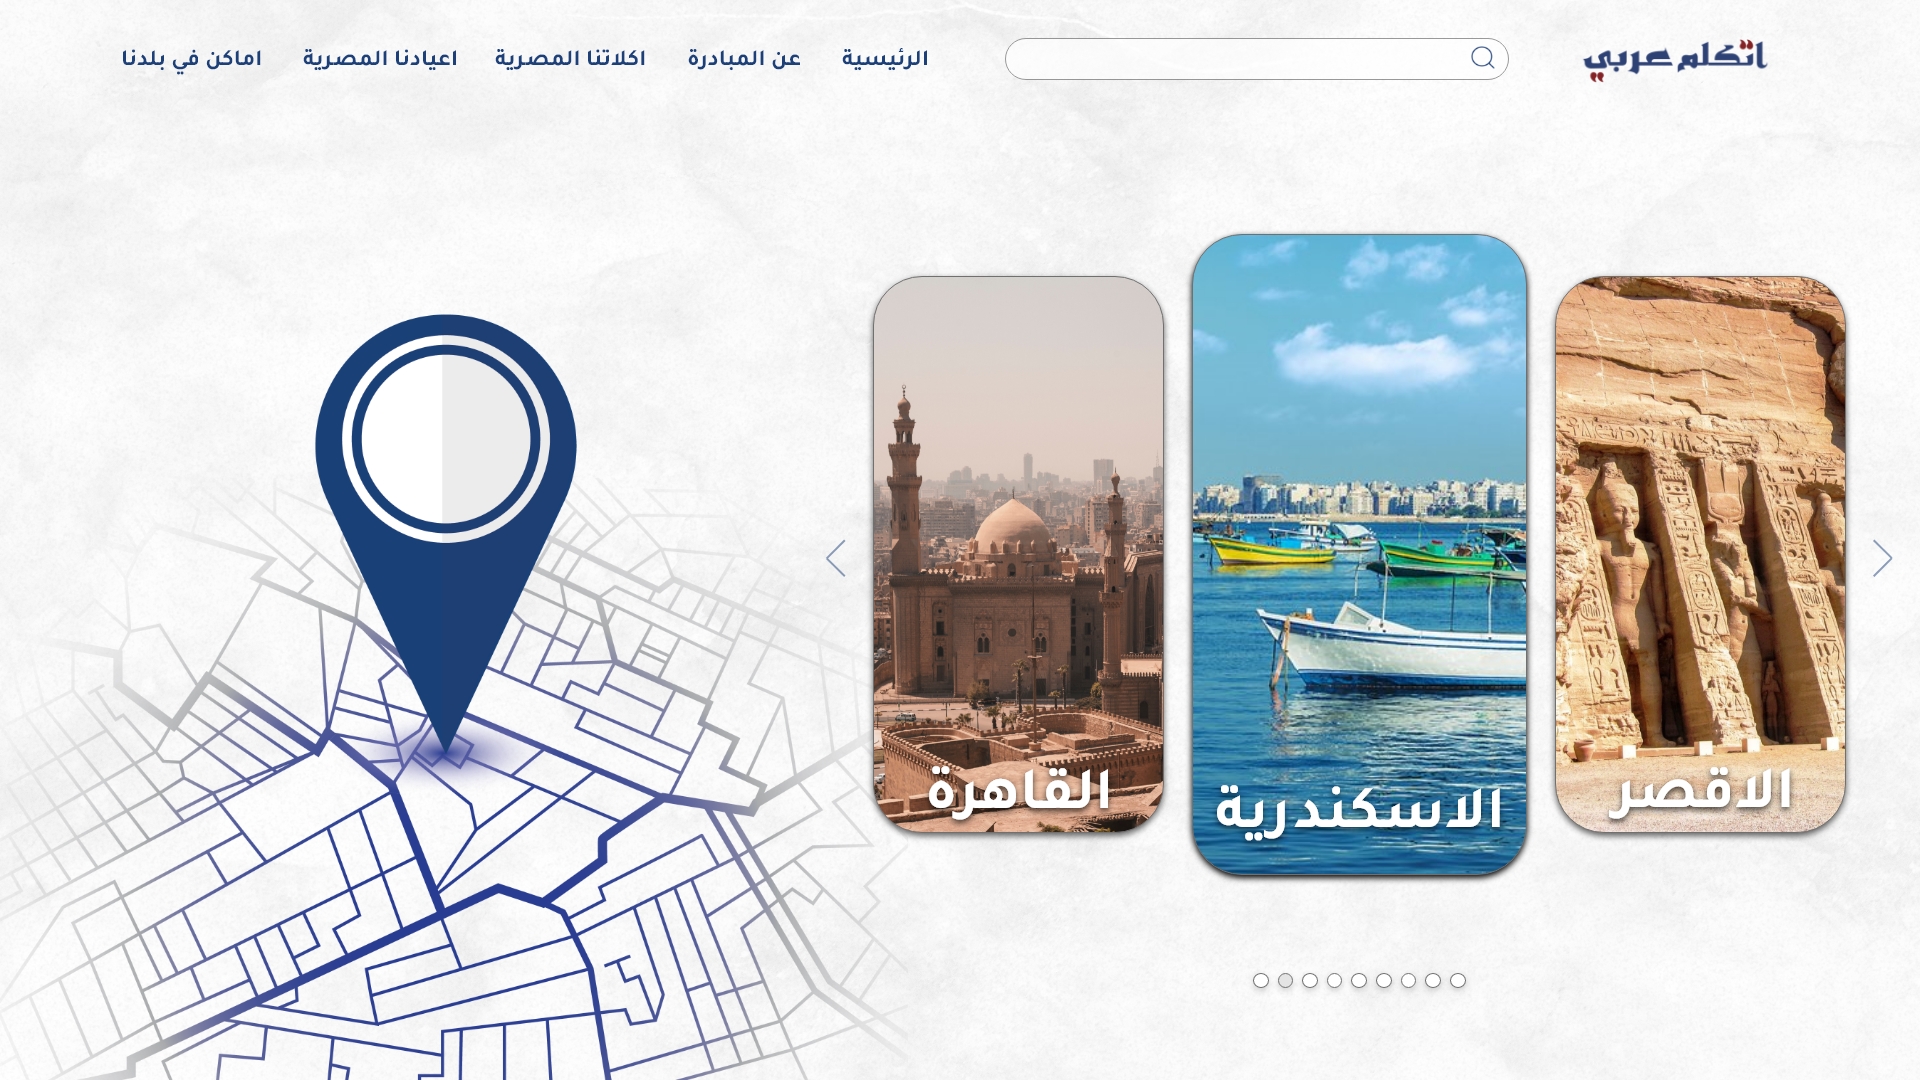 اتكلم عربي
الرئيسية
عن المبادرة
اكلاتنا المصرية
اعيادنا المصرية
اماكن في بلدنا
الاقصر
الاسكندرية
القاهرة